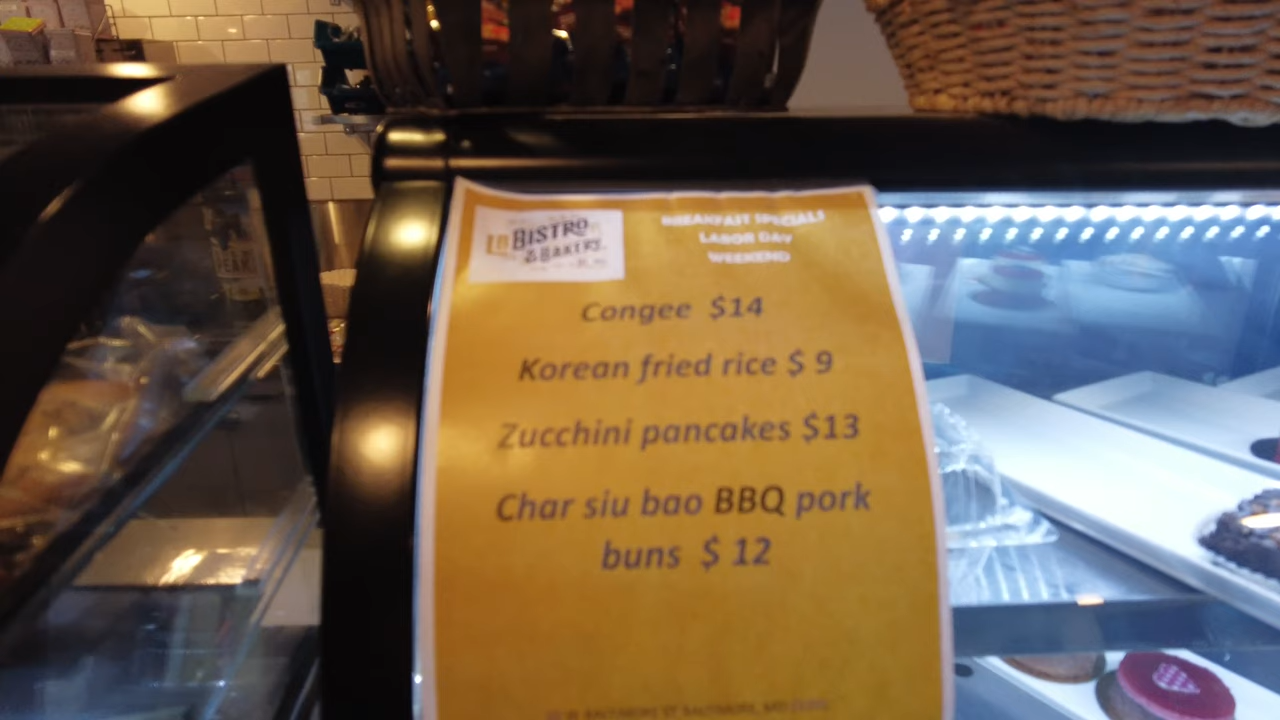 LB BISTRO
& BAKERY
BREAKFAST SPECIALS
LABOR DAY
WEEKEND
Congee $14
Korean fried rice $ 9
Zucchini pancakes $13
Char siu bao BBQ pork
buns $ 12